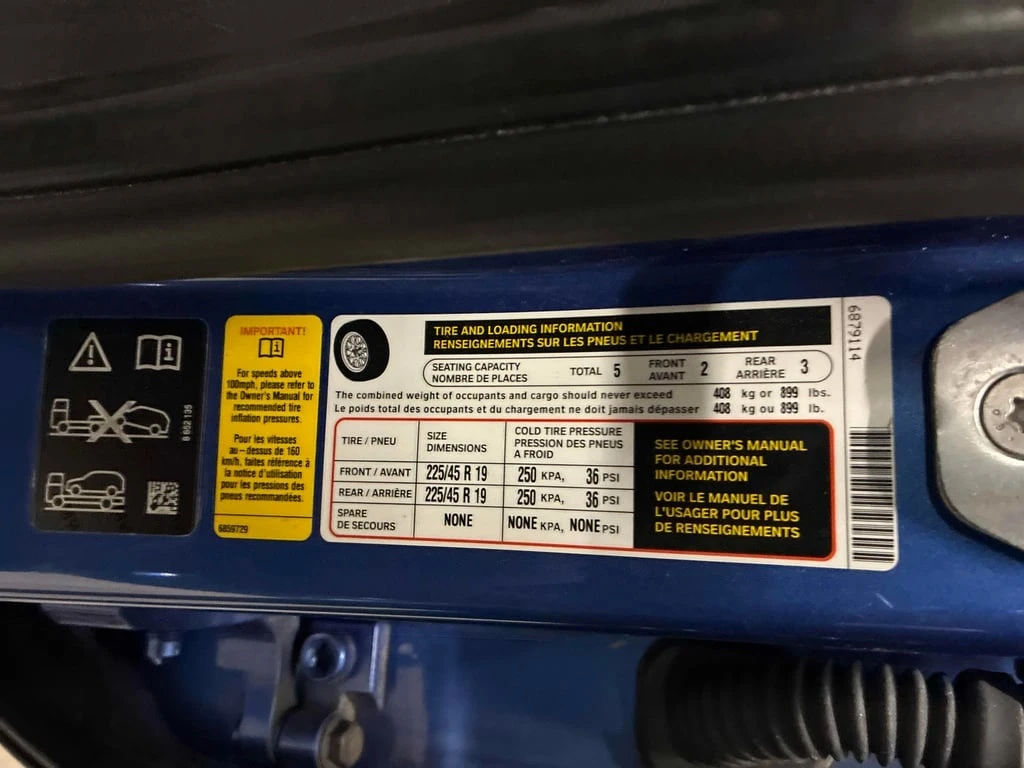 8 652 135
IMPORTANT!
For speeds above
100mph, please refer to
the Owner's Manual for
recommended tire
inflation pressures.
Pour les vitesses
au-dessus de 160
km/h, faites référence à
la notice d'utilisation
pour les pressions des
pneus recommandées.
6859729
TIRE AND LOADING INFORMATION
RENSEIGNEMENTS SUR LES PNEUS ET LE CHARGEMENT
SEATING CAPACITY
NOMBRE DE PLACES
TOTAL 5
FRONT
AVANT 2
REAR
ARRIÈRE 3
The combined weight of occupants and cargo should never exceed 408 kg or 899 lbs.
Le poids total des occupants et du chargement ne doit jamais dépasser 408 kg ou 899 lb.
TIRE / PNEU
SIZE
DIMENSIONS
COLD TIRE PRESSURE
PRESSION DES PNEUS
A FROID
FRONT / AVANT 225/45 R 19 250 KPA, 36 PSI
REAR / ARRIÈRE 225/45 R 19 250 KPA, 36 PSI
SPARE
DE SECOURS NONE NONE KPA, NONE PSI
SEE OWNER'S MANUAL
FOR ADDITIONAL
INFORMATION
VOIR LE MANUEL DE
L'USAGER POUR PLUS
DE RENSEIGNEMENTS
6879114